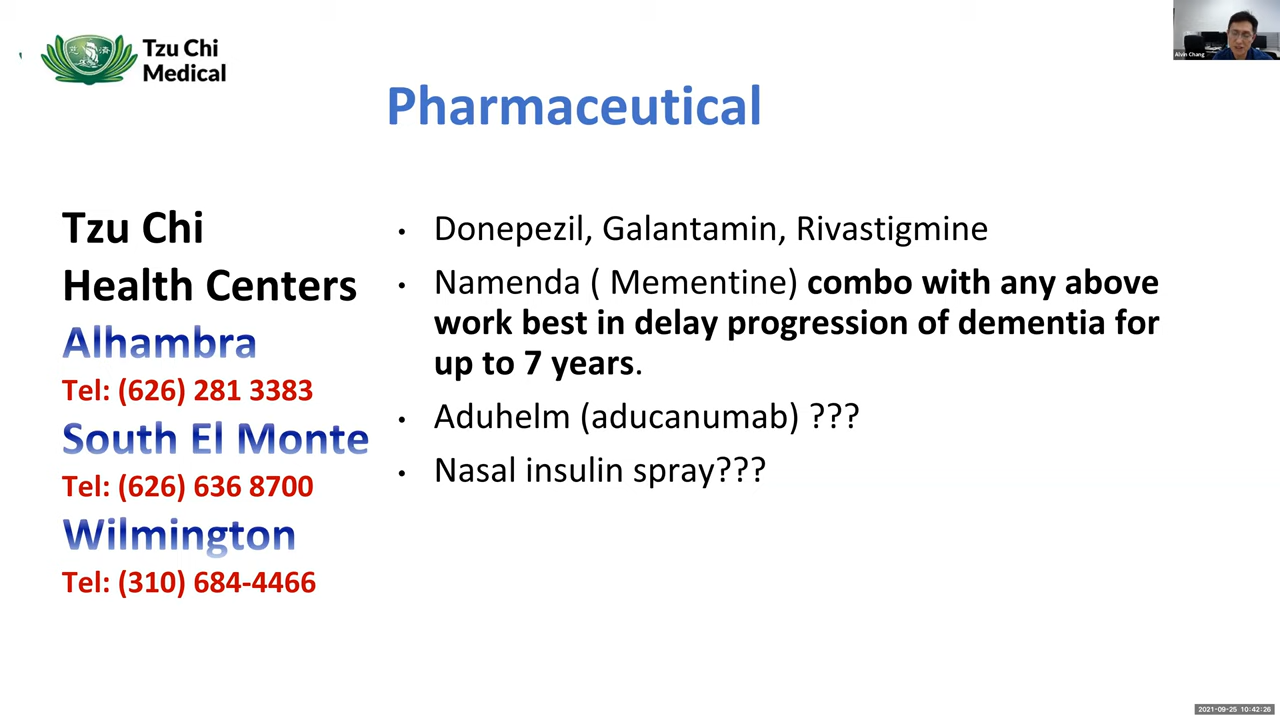 Tzu Chi
Medical
Alvin Chang
Pharmaceutical
Tzu Chi
Health Centers
Alhambra
Tel: (626) 281 3383
South El Monte
Tel: (626) 636 8700
Wilmington
Tel: (310) 684-4466
• Donepezil, Galantamin, Rivastigmine
• Namenda ( Mementine) combo with any above
work best in delay progression of dementia for
up to 7 years.
• Aduhelm (aducanumab) ???
• Nasal insulin spray???
2021-09-25 10:42:26